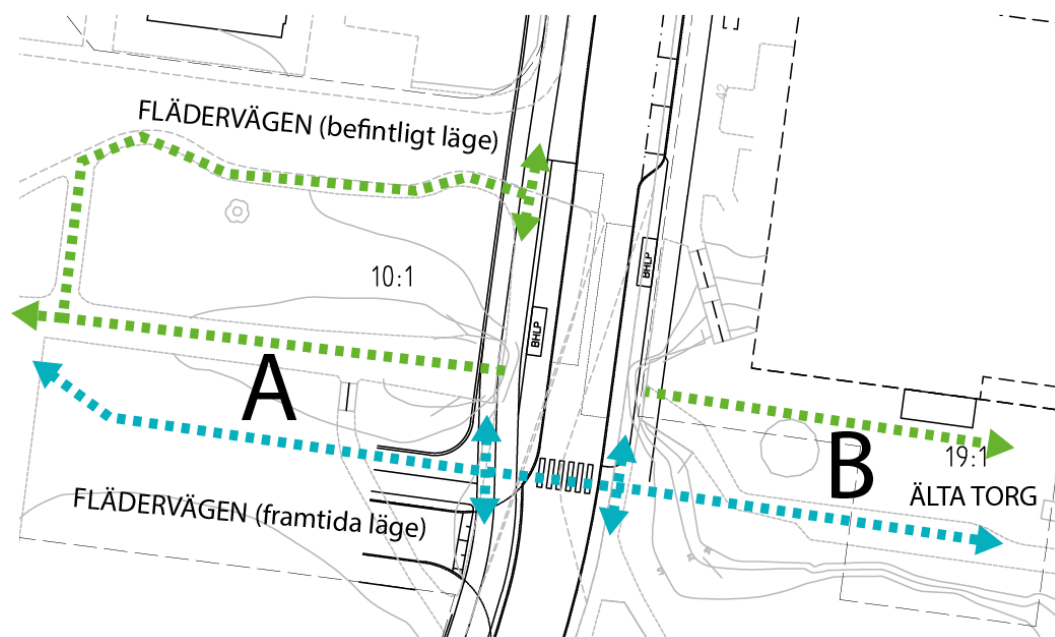 42
FLÄDERVÄGEN (befintligt läge)
BHLP
10:1
BHLP
A
B
19:1
ÄLTA TORG
FLÄDERVÄGEN (framtida läge)